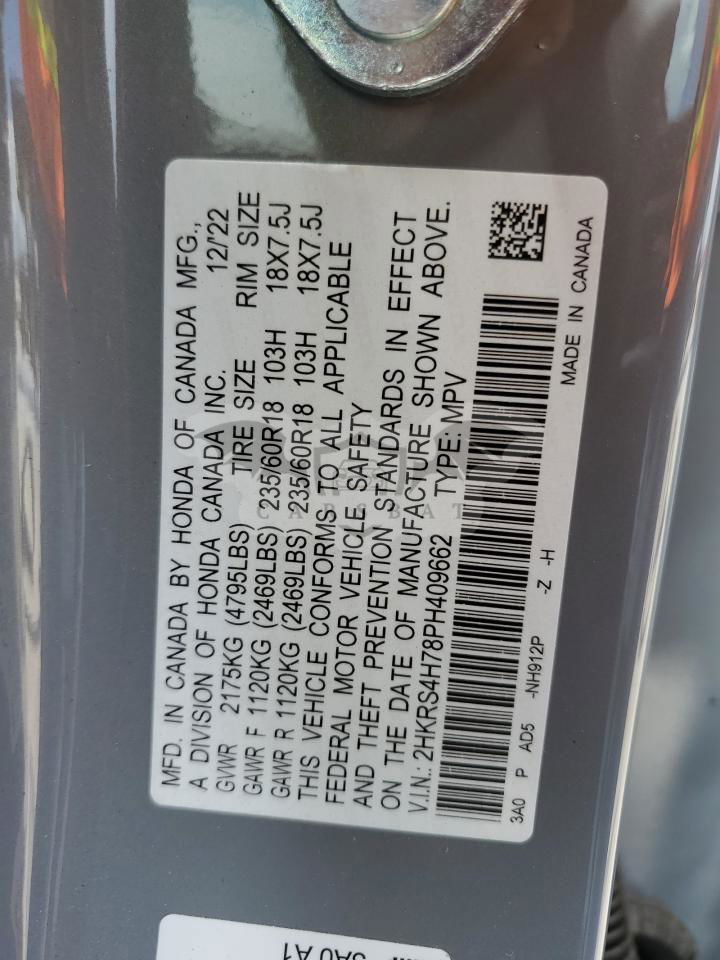 MFD. IN CANADA BY HONDA OF CANADA MFG.,
A DIVISION OF HONDA CANADA INC. 12/'22
GVWR 2175KG (4795LBS) TIRE SIZE RIM SIZE
GAWR F 1120KG (2469LBS) 235/60R18 103H 18X7.5J
GAWR R 1120KG (2469LBS) 235/60R18 103H 18X7.5J
THIS VEHICLE CONFORMS TO ALL APPLICABLE
FEDERAL MOTOR VEHICLE SAFETY
AND THEFT PREVENTION STANDARDS IN EFFECT
ON THE DATE OF MANUFACTURE SHOWN ABOVE.
V.I.N.: 2HKRS4H78PH409662 TYPE: MPV
3A0 P AD5 -NH912P -Z -H MADE IN CANADA
CARSBAT